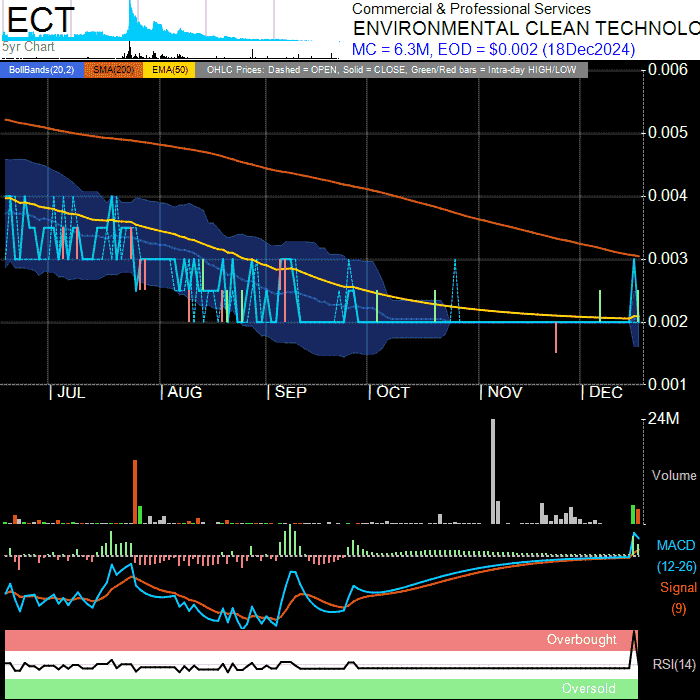 ECT
5yr Chart
Commercial & Professional Services
ENVIRONMENTAL CLEAN TECHNOLO
MC = 6.3M, EOD = $0.002 (18Dec2024)
BollBands(20,2) SMA(200) EMA(50) OHLC Prices: Dashed = OPEN, Solid = CLOSE, Green/Red bars = Intra-day HIGH/LOW
0.006
0.005
0.004
0.003
0.002
0.001
JUL AUG SEP OCT NOV DEC
24M
Volume
MACD
(12-26)
Signal
(9)
Overbought
RSI(14)
Oversold